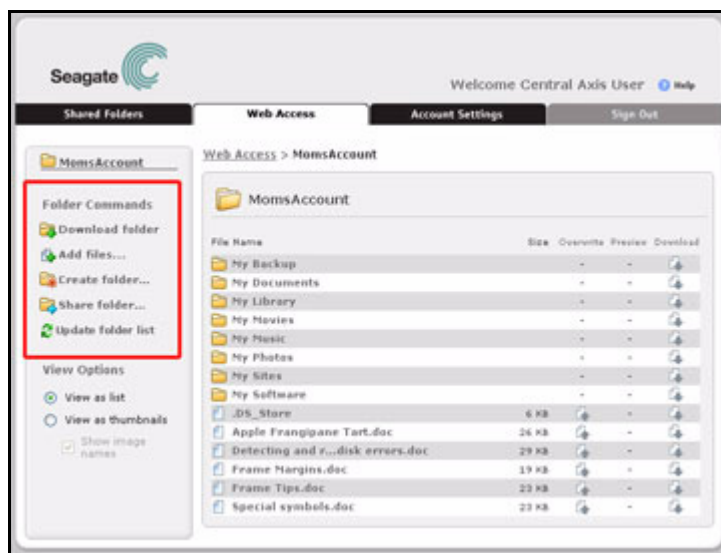 Seagate
Welcome Central Axis User Help
Shared Folders Web Access Account Settings Sign Out
MomsAccount
Folder Commands
Download folder
Add files...
Create folder...
Share folder...
Update folder list
View Options
View as list
View as thumbnails
Show image names
Web Access > MomsAccount
MomsAccount
File Name Size Overwrite Preview Download
My Backup - -
My Documents - -
My Library - -
My Movies - -
My Music - -
My Photos - -
My Sites - -
My Software - -
.DS_Store 6 KB -
Apple Frangipane Tart.doc 26 KB -
Detecting and r...disk errors.doc 29 KB -
Frame Margins.doc 19 KB -
Frame Tips.doc 23 KB -
Special symbols.doc 23 KB -